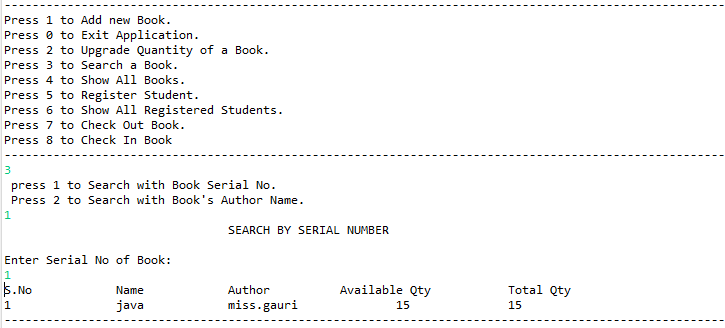 --------------------------------------------------------------------------------------------------------
Press 1 to Add new Book.
Press 0 to Exit Application.
Press 2 to Upgrade Quantity of a Book.
Press 3 to Search a Book.
Press 4 to Show All Books.
Press 5 to Register Student.
Press 6 to Show All Registered Students.
Press 7 to Check Out Book.
Press 8 to Check In Book
--------------------------------------------------------------------------------------------------------
3
press 1 to Search with Book Serial No.
Press 2 to Search with Book's Author Name.
1
SEARCH BY SERIAL NUMBER
Enter Serial No of Book:
1
S.No Name Author Available Qty Total Qty
1 java miss.gauri 15 15
--------------------------------------------------------------------------------------------------------